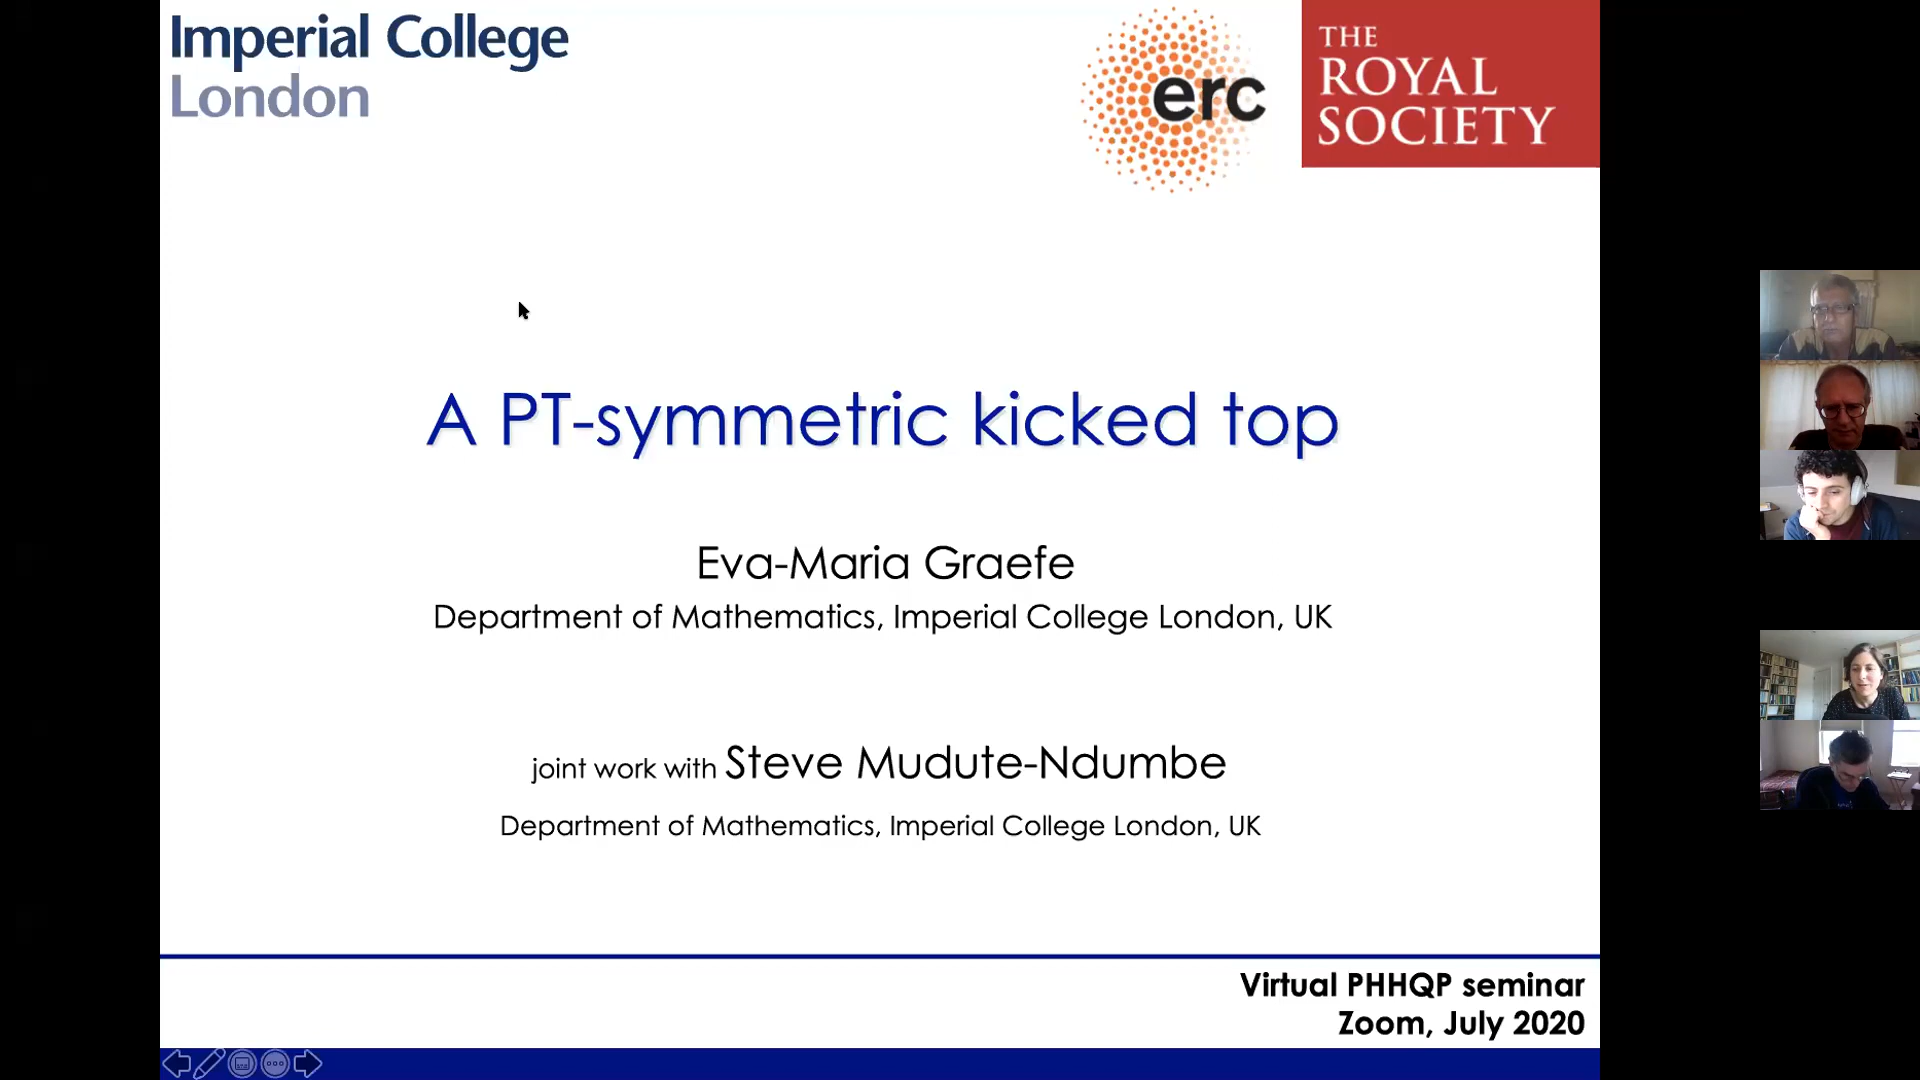 Imperial College
London
erc
THE
ROYAL
SOCIETY
A PT-symmetric kicked top
Eva-Maria Graefe
Department of Mathematics, Imperial College London, UK
joint work with Steve Mudute-Ndumbe
Department of Mathematics, Imperial College London, UK
Virtual PHHQP seminar
Zoom, July 2020